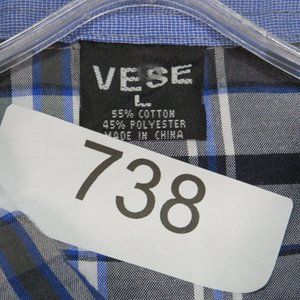 VESE
L
55% COTTON
45% POLYESTER
MADE IN CHINA
738